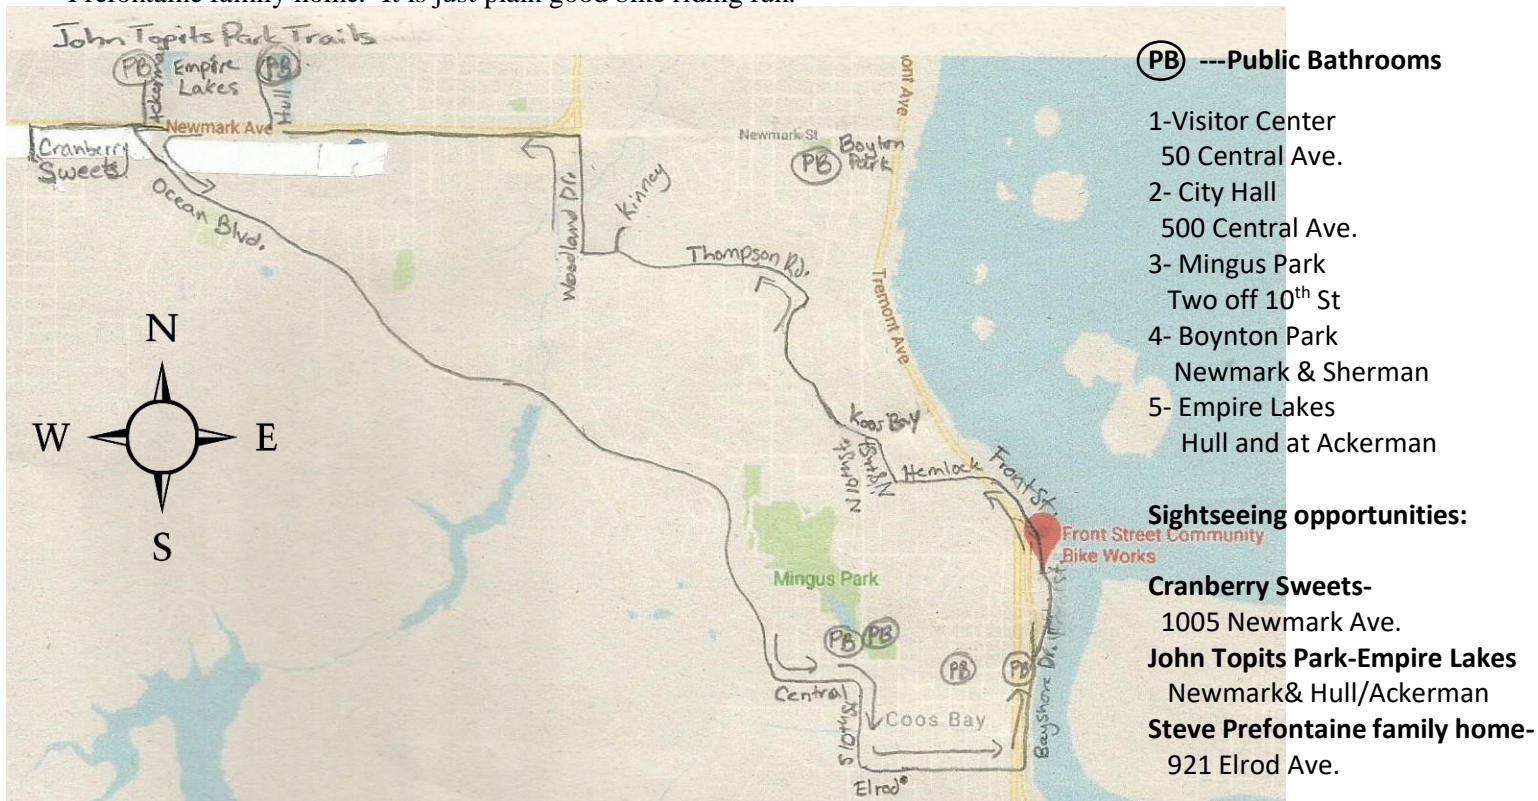 Prefontaine family home. It is just plain good bike riding fun.
John Topits Park Trails
PB Empire Lakes PB
Ackerman
Hull
Newmark Ave
Cranberry
Sweets
Ocean Blvd.
Woodland Dr.
Kinney
Thompson Rd.
Newmark St
PB Boyton
Park
ont Ave
Tremont Ave
Koos Bay
N 10th St
N 8th St
Hemlock
Front St.
Front Street Community
Bike Works
N
W E
S
Mingus Park
PB PB PB PB
Central
S 10th St
Coos Bay
Bayshore Dr.
Elrod
PB ---Public Bathrooms
1-Visitor Center
50 Central Ave.
2- City Hall
500 Central Ave.
3- Mingus Park
Two off 10th St
4- Boynton Park
Newmark & Sherman
5- Empire Lakes
Hull and at Ackerman
Sightseeing opportunities:
Cranberry Sweets-
1005 Newmark Ave.
John Topits Park-Empire Lakes
Newmark& Hull/Ackerman
Steve Prefontaine family home-
921 Elrod Ave.